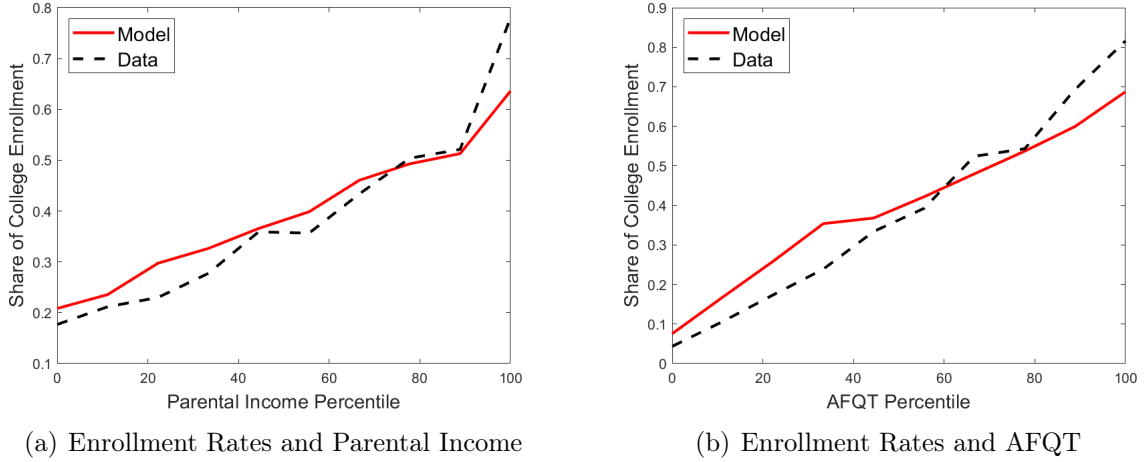 0.8
0.7
0.6
0.5
0.4
0.3
0.2
0.1
Share of College Enrollment
Model
Data
0 20 40 60 80 100
Parental Income Percentile
(a) Enrollment Rates and Parental Income
0.9
0.8
0.7
0.6
0.5
0.4
0.3
0.2
0.1
0
Share of College Enrollment
Model
Data
0 20 40 60 80 100
AFQT Percentile
(b) Enrollment Rates and AFQT